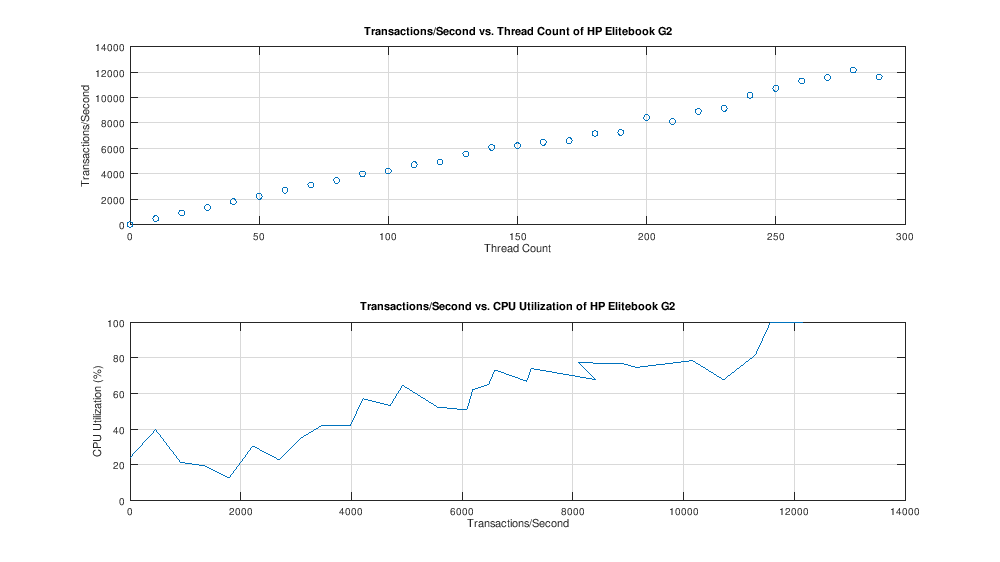 Transactions/Second vs. Thread Count of HP Elitebook G2
14000
12000
10000
8000
6000
4000
2000
0
Transactions/Second
0 50 100 150 200 250 300
Thread Count
Transactions/Second vs. CPU Utilization of HP Elitebook G2
100
80
60
40
20
0
CPU Utilization (%)
0 2000 4000 6000 8000 10000 12000 14000
Transactions/Second